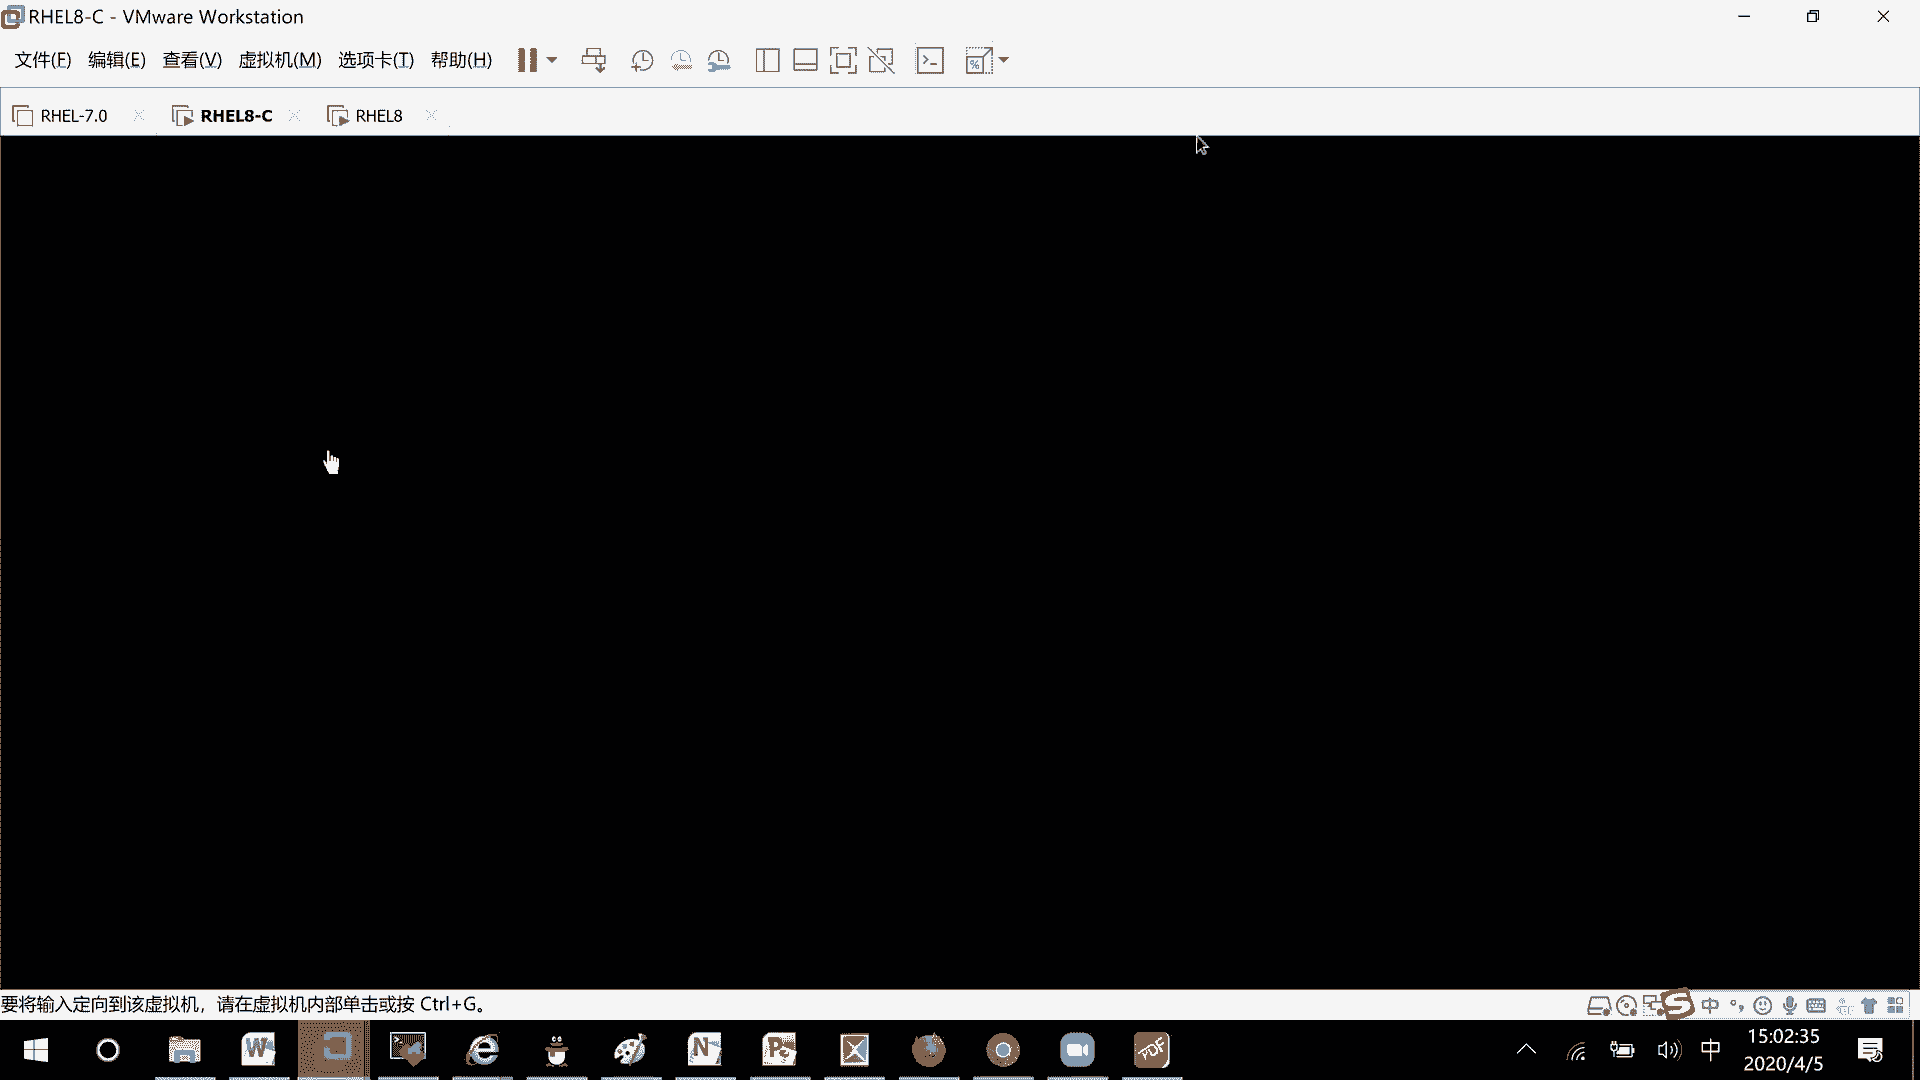 RHEL8-C - VMware Workstation
文件(F) 编辑(E) 查看(V) 虚拟机(M) 选项卡(T) 帮助(H)
RHEL-7.0 RHEL8-C RHEL8
要将输入定向到该虚拟机，请在虚拟机内部单击或按 Ctrl+G。
中
中 15:02:35
2020/4/5